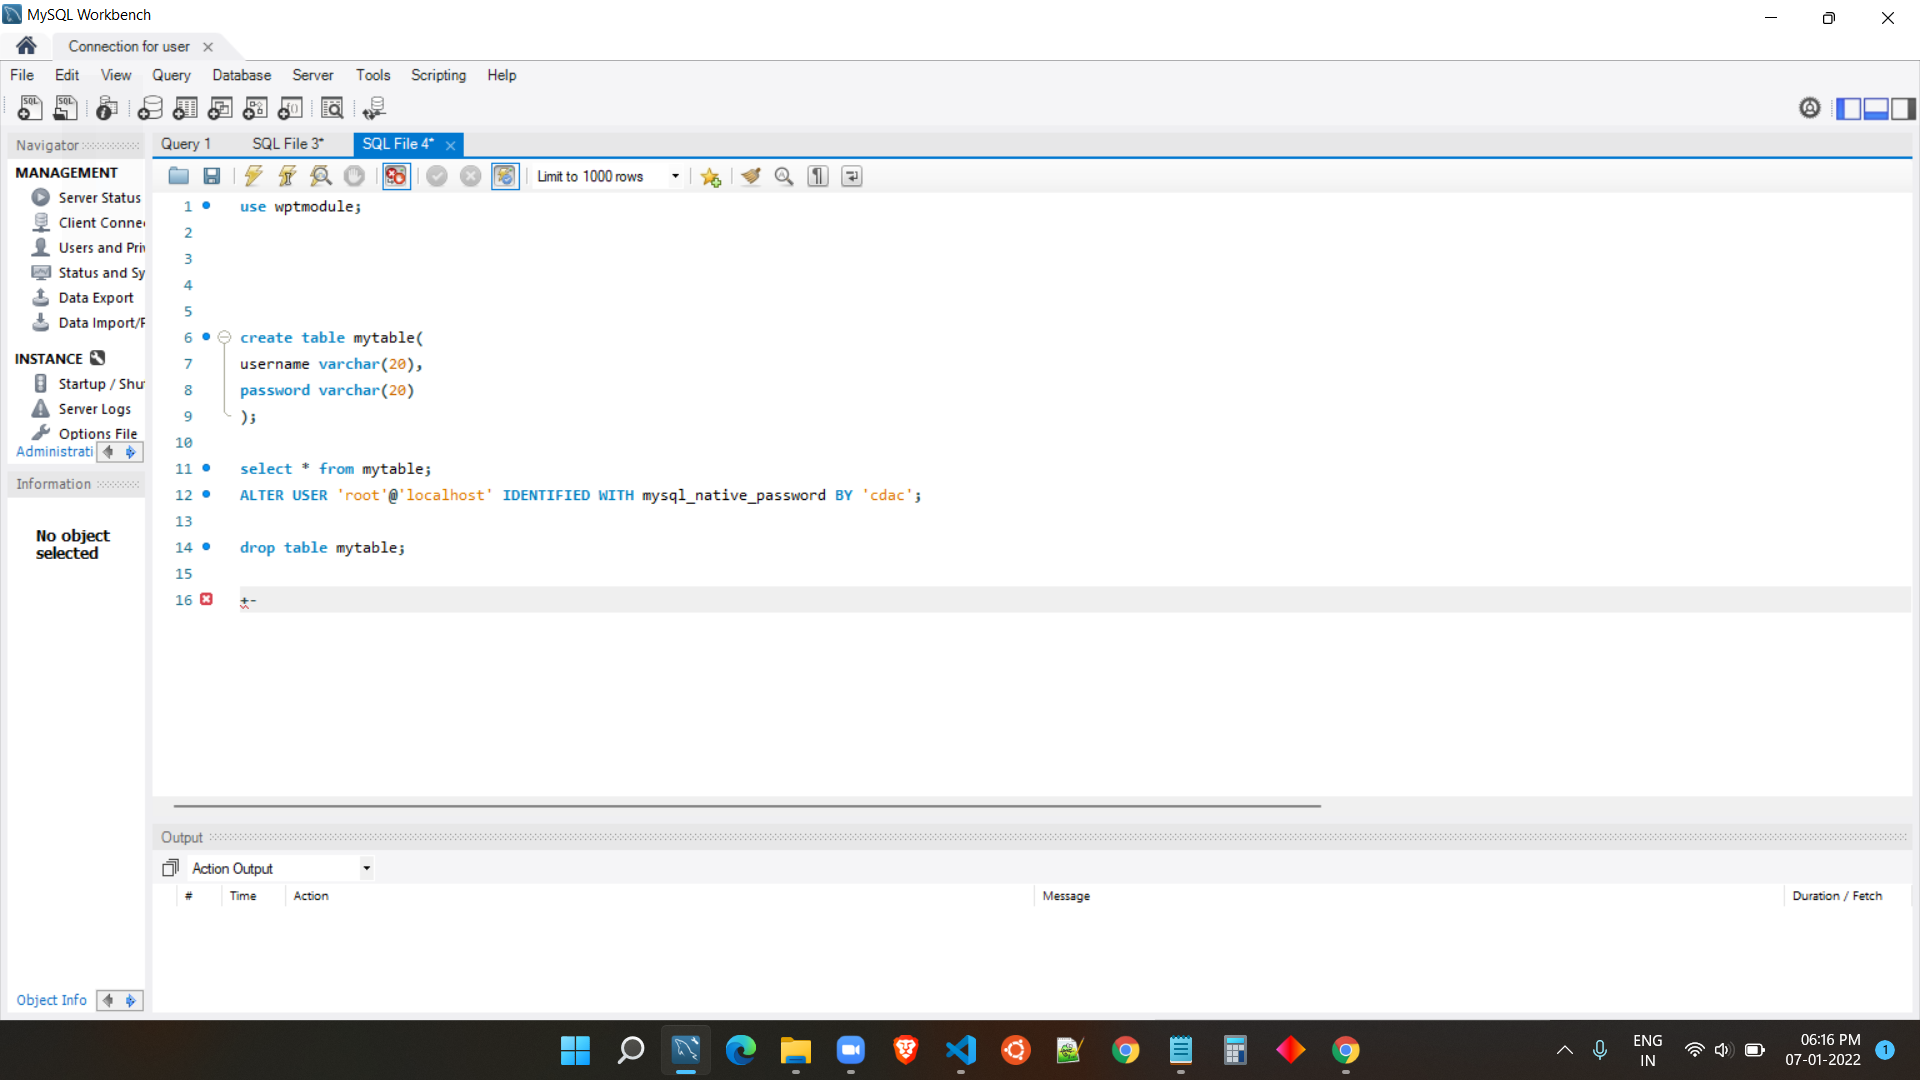 MySQL Workbench
Connection for user
File Edit View Query Database Server Tools Scripting Help
Navigator
MANAGEMENT
Server Status
Client Conne
Users and Pri
Status and Sy
Data Export
Data Import/
INSTANCE
Startup / Shu
Server Logs
Options File
Administrati
Information
No object
selected
Object Info
Query 1 SQL File 3* SQL File 4*
Limit to 1000 rows
1 use wptmodule;
2
3
4
5
6 create table mytable(
7 username varchar(20),
8 password varchar(20)
9 );
10
11 select * from mytable;
12 ALTER USER 'root'@'localhost' IDENTIFIED WITH mysql_native_password BY 'cdac';
13
14 drop table mytable;
15
16 +-
Output
Action Output
# Time Action Message Duration / Fetch
ENG
IN
06:16 PM
07-01-2022
1